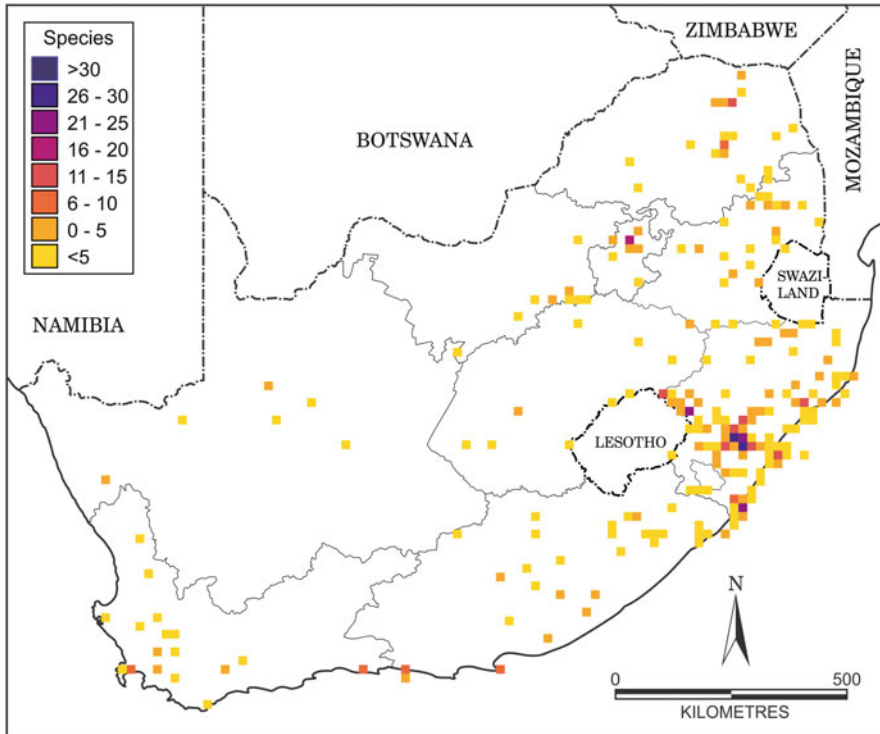 Species
>30
26 - 30
21 - 25
16 - 20
11 - 15
6 - 10
0 - 5
<5
ZIMBABWE
MOZAMBIQUE
BOTSWANA
SWAZI-
LAND
NAMIBIA
LESOTHO
N
0 500
KILOMETRES